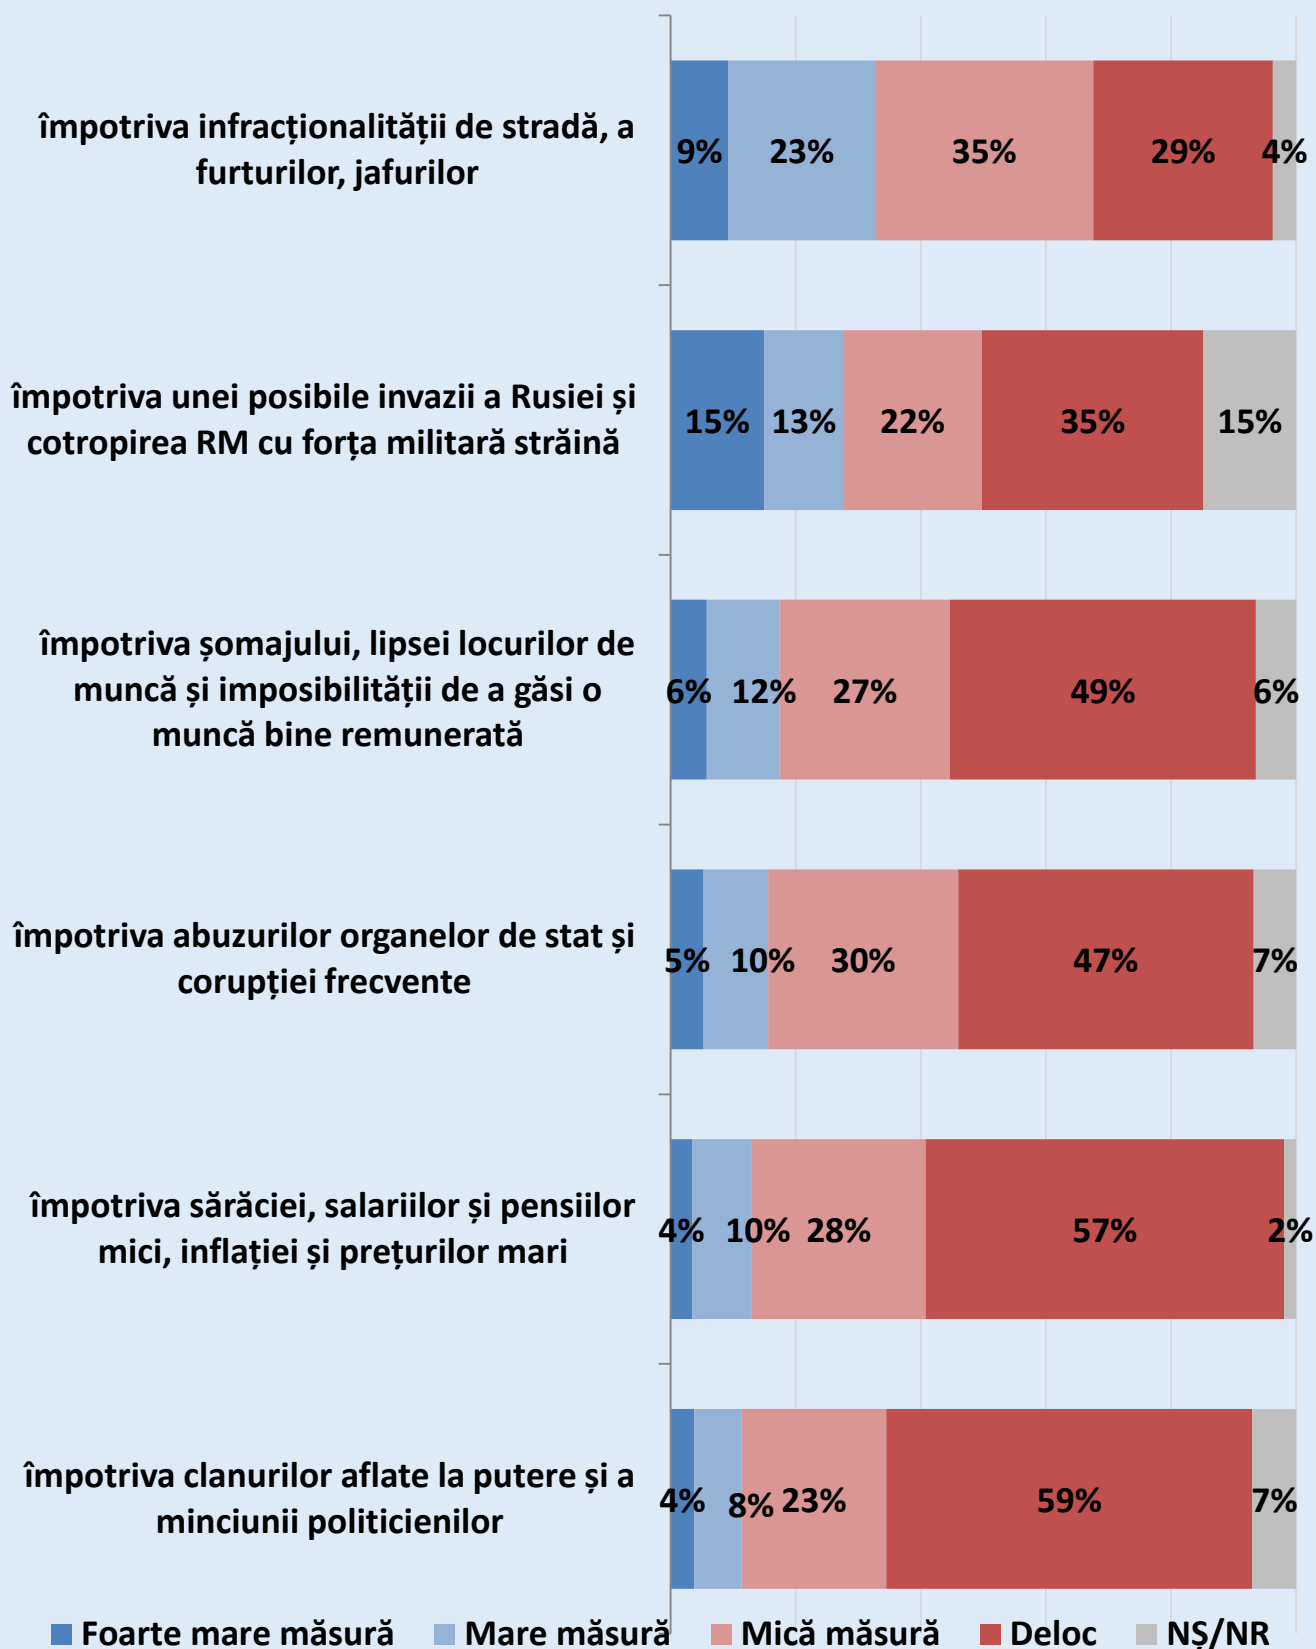 împotriva infracționalității de stradă, a
furturilor, jafurilor
9% 23% 35% 29% 4%
împotriva unei posibile invazii a Rusiei și
cotropirea RM cu forța militară străină
15% 13% 22% 35% 15%
împotriva șomajului, lipsei locurilor de
muncă și imposibilității de a găsi o
muncă bine remunerată
6% 12% 27% 49% 6%
împotriva abuzurilor organelor de stat și
corupției frecvente
5% 10% 30% 47% 7%
împotriva sărăciei, salariilor și pensiilor
mici, inflației și prețurilor mari
4% 10% 28% 57% 2%
împotriva clanurilor aflate la putere și a
minciunii politicienilor
4% 8% 23% 59% 7%
Foarte mare măsură Mare măsură Mică măsură Deloc NȘ/NR